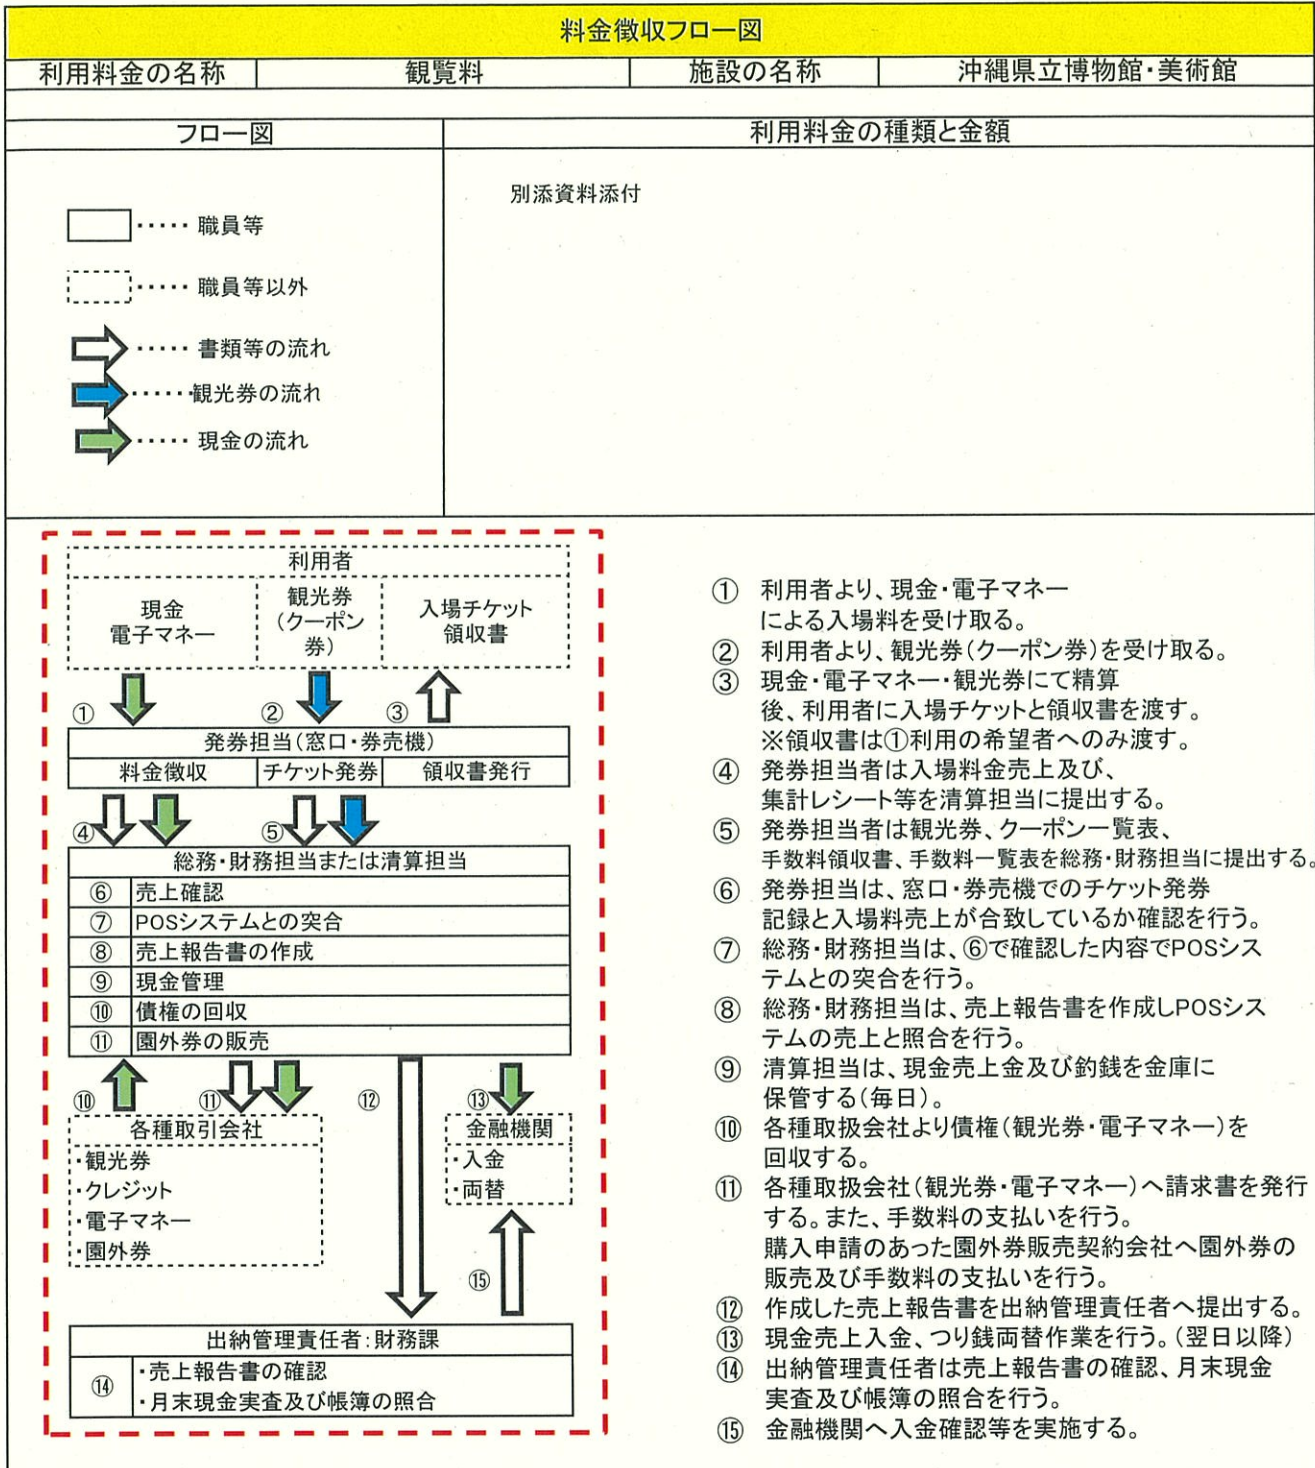 料金徴収フロー図
利用料金の名称 観覧料 施設の名称 沖縄県立博物館・美術館
フロー図 利用料金の種類と金額
別添資料添付
・・・・・ 職員等
・・・・・ 職員等以外
・・・・・ 書類等の流れ
・・・・・・観光券の流れ
・・・・・ 現金の流れ
利用者
現金
電子マネー
観光券
(クーポン
券)
入場チケット
領収書
① ② ③
発券担当(窓口・券売機)
料金徴収 チケット発券 領収書発行
④ ⑤
総務・財務担当または清算担当
⑥ 売上確認
⑦ POSシステムとの突合
⑧ 売上報告書の作成
⑨ 現金管理
⑩ 債権の回収
⑪ 園外券の販売
⑩ ⑪ ⑫ ⑬
各種取引会社
・観光券
・クレジット
・電子マネー
・園外券
金融機関
・入金
・両替
⑮
出納管理責任者:財務課
⑭ ・売上報告書の確認
・月末現金実査及び帳簿の照合
① 利用者より、現金・電子マネー
による入場料を受け取る。
② 利用者より、観光券(クーポン券)を受け取る。
③ 現金・電子マネー・観光券にて精算
後、利用者に入場チケットと領収書を渡す。
※領収書は①利用の希望者へのみ渡す。
④ 発券担当者は入場料金売上及び、
集計レシート等を清算担当に提出する。
⑤ 発券担当者は観光券、クーポン一覧表、
手数料領収書、手数料一覧表を総務・財務担当に提出する。
⑥ 発券担当は、窓口・券売機でのチケット発券
記録と入場料売上が合致しているか確認を行う。
⑦ 総務・財務担当は、⑥で確認した内容でPOSシス
テムとの突合を行う。
⑧ 総務・財務担当は、売上報告書を作成しPOSシス
テムの売上と照合を行う。
⑨ 清算担当は、現金売上金及び釣銭を金庫に
保管する(毎日)。
⑩ 各種取扱会社より債権(観光券・電子マネー)を
回収する。
⑪ 各種取扱会社(観光券・電子マネー)へ請求書を発行
する。また、手数料の支払いを行う。
購入申請のあった園外券販売契約会社へ園外券の
販売及び手数料の支払いを行う。
⑫ 作成した売上報告書を出納管理責任者へ提出する。
⑬ 現金売上入金、つり銭両替作業を行う。(翌日以降)
⑭ 出納管理責任者は売上報告書の確認、月末現金
実査及び帳簿の照合を行う。
⑮ 金融機関へ入金確認等を実施する。